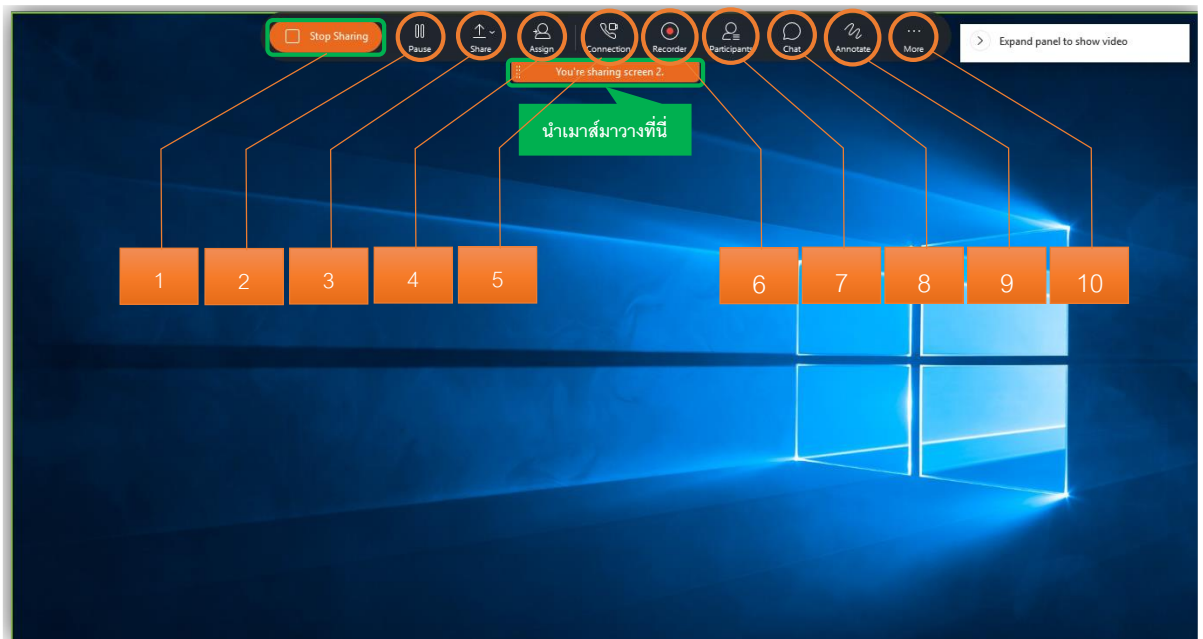 Stop Sharing
Pause
Share
Assign
Connection
Recorder
Participants
Chat
Annotate
More
Expand panel to show video
You're sharing screen 2.
นำเมาส์มาวางที่นี่
1
2
3
4
5
6
7
8
9
10